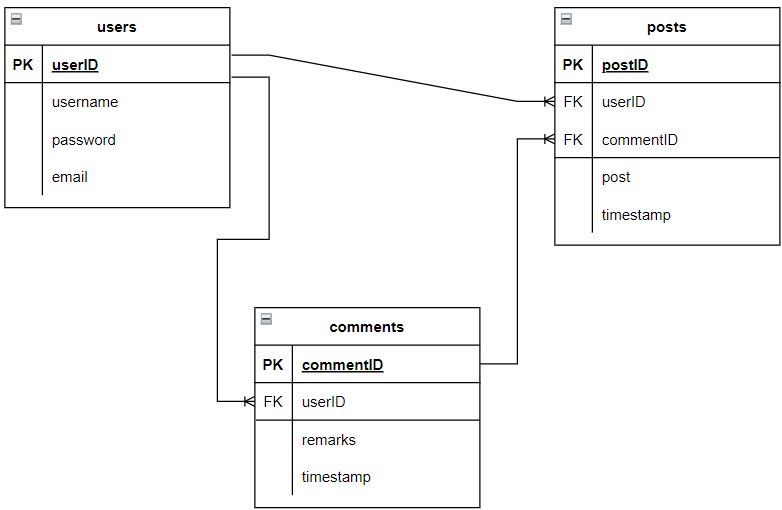 users
PK userID
username
password
email
posts
PK postID
FK userID
FK commentID
post
timestamp
comments
PK commentID
FK userID
remarks
timestamp